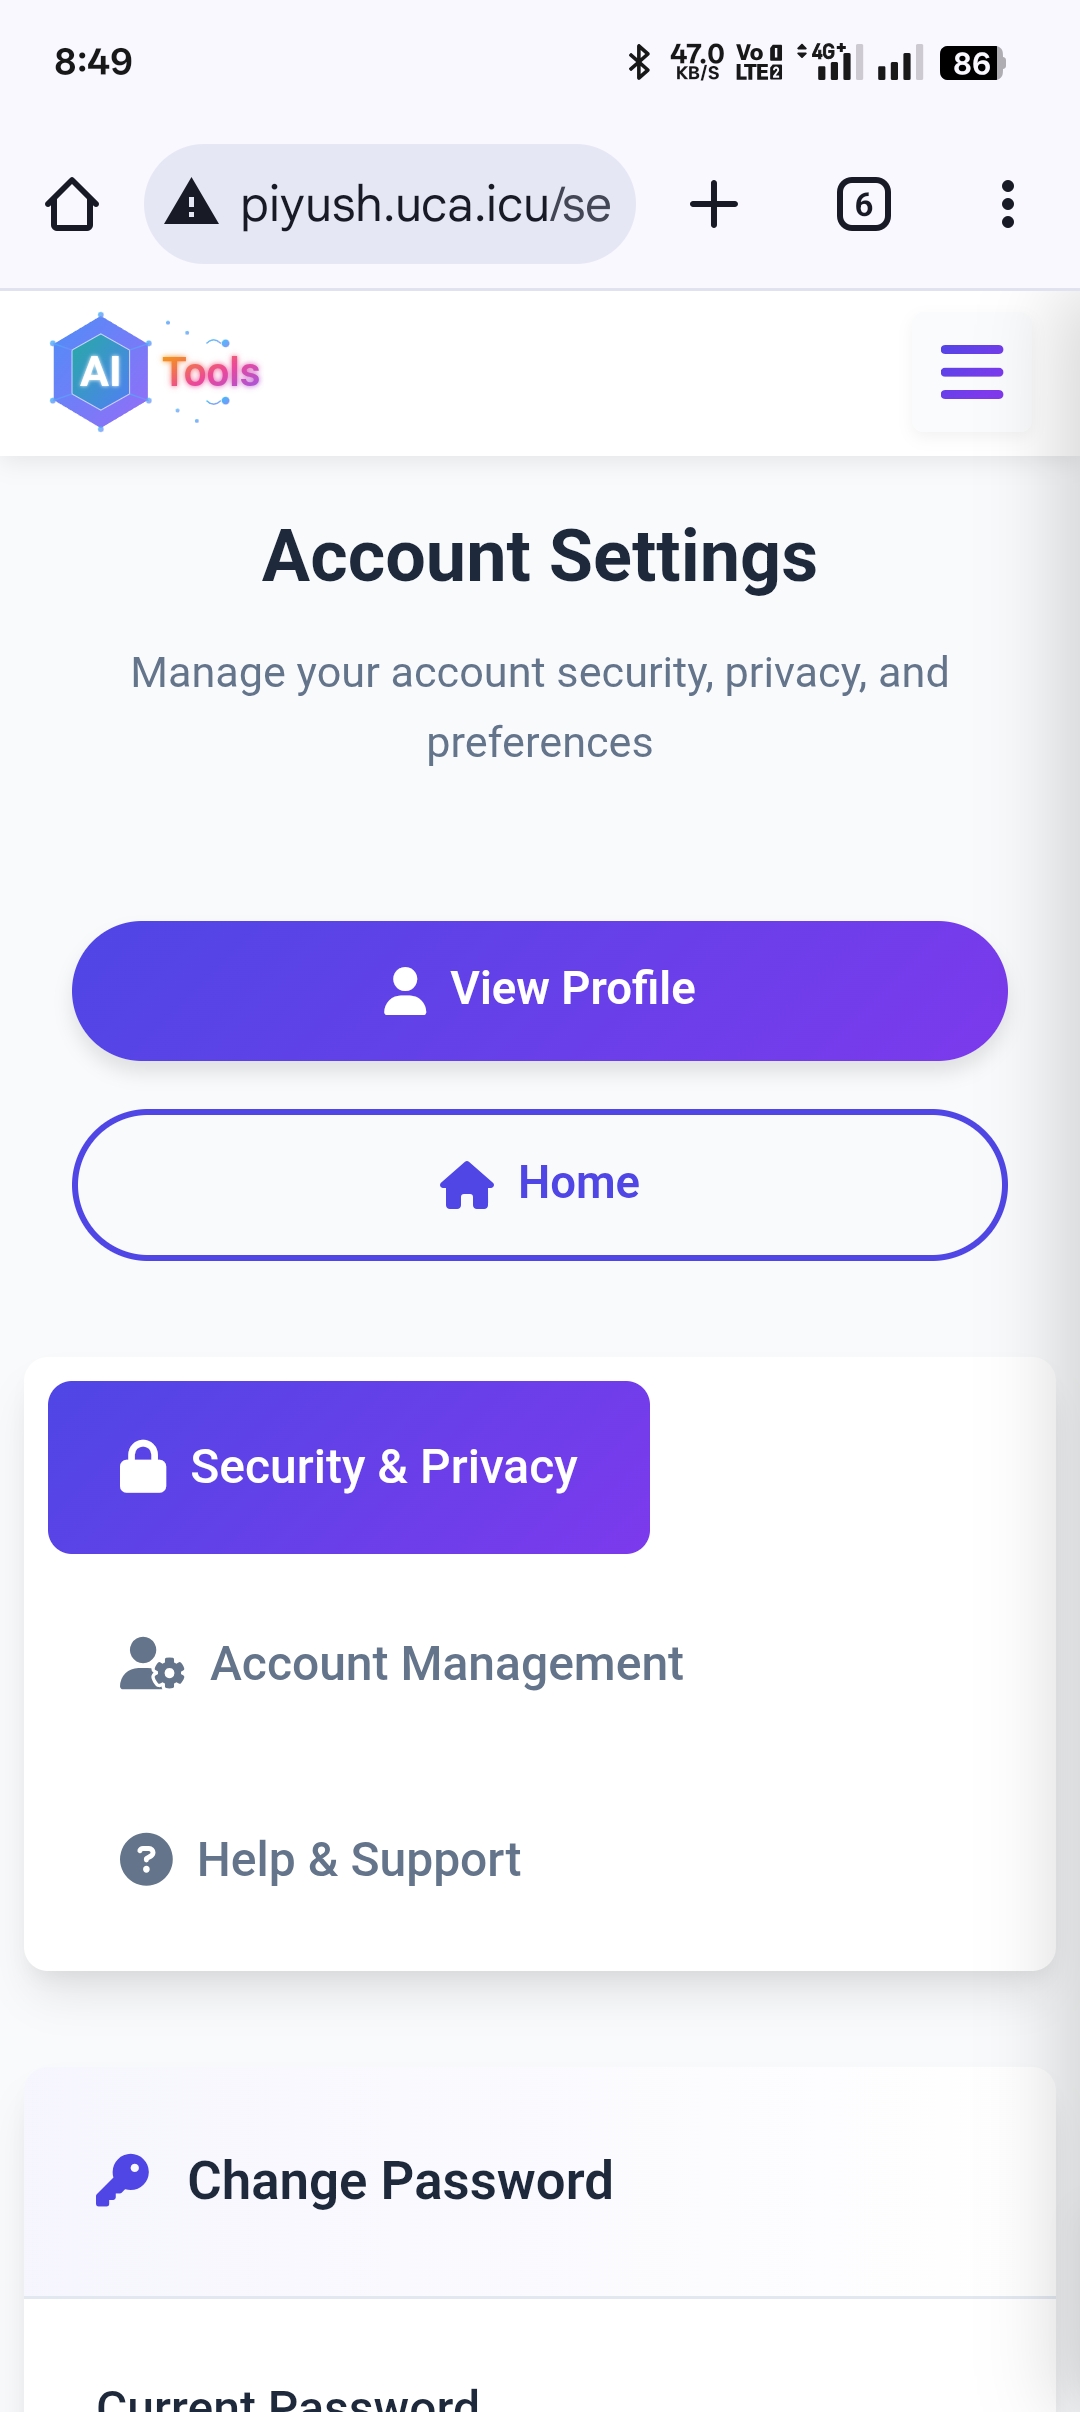 8:49
47.0 KB/S Vo LTE 1 2 4G+ 86
piyush.uca.icu/se
6
AI Tools
Account Settings
Manage your account security, privacy, and
preferences
View Profile
Home
Security & Privacy
Account Management
Help & Support
Change Password
Current Password